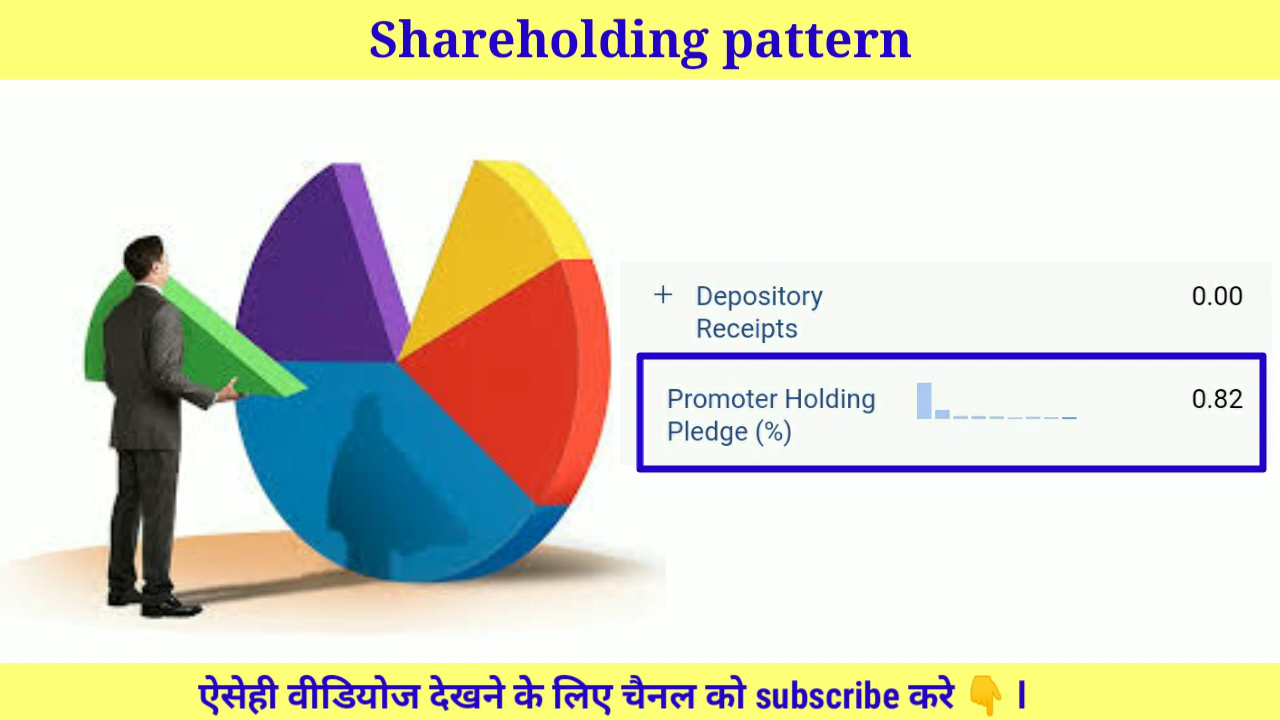 Shareholding pattern
+ Depository 0.00
Receipts
Promoter Holding 0.82
Pledge (%)
ऐसेही वीडियोज देखने के लिए चैनल को subscribe करे 👇 ।